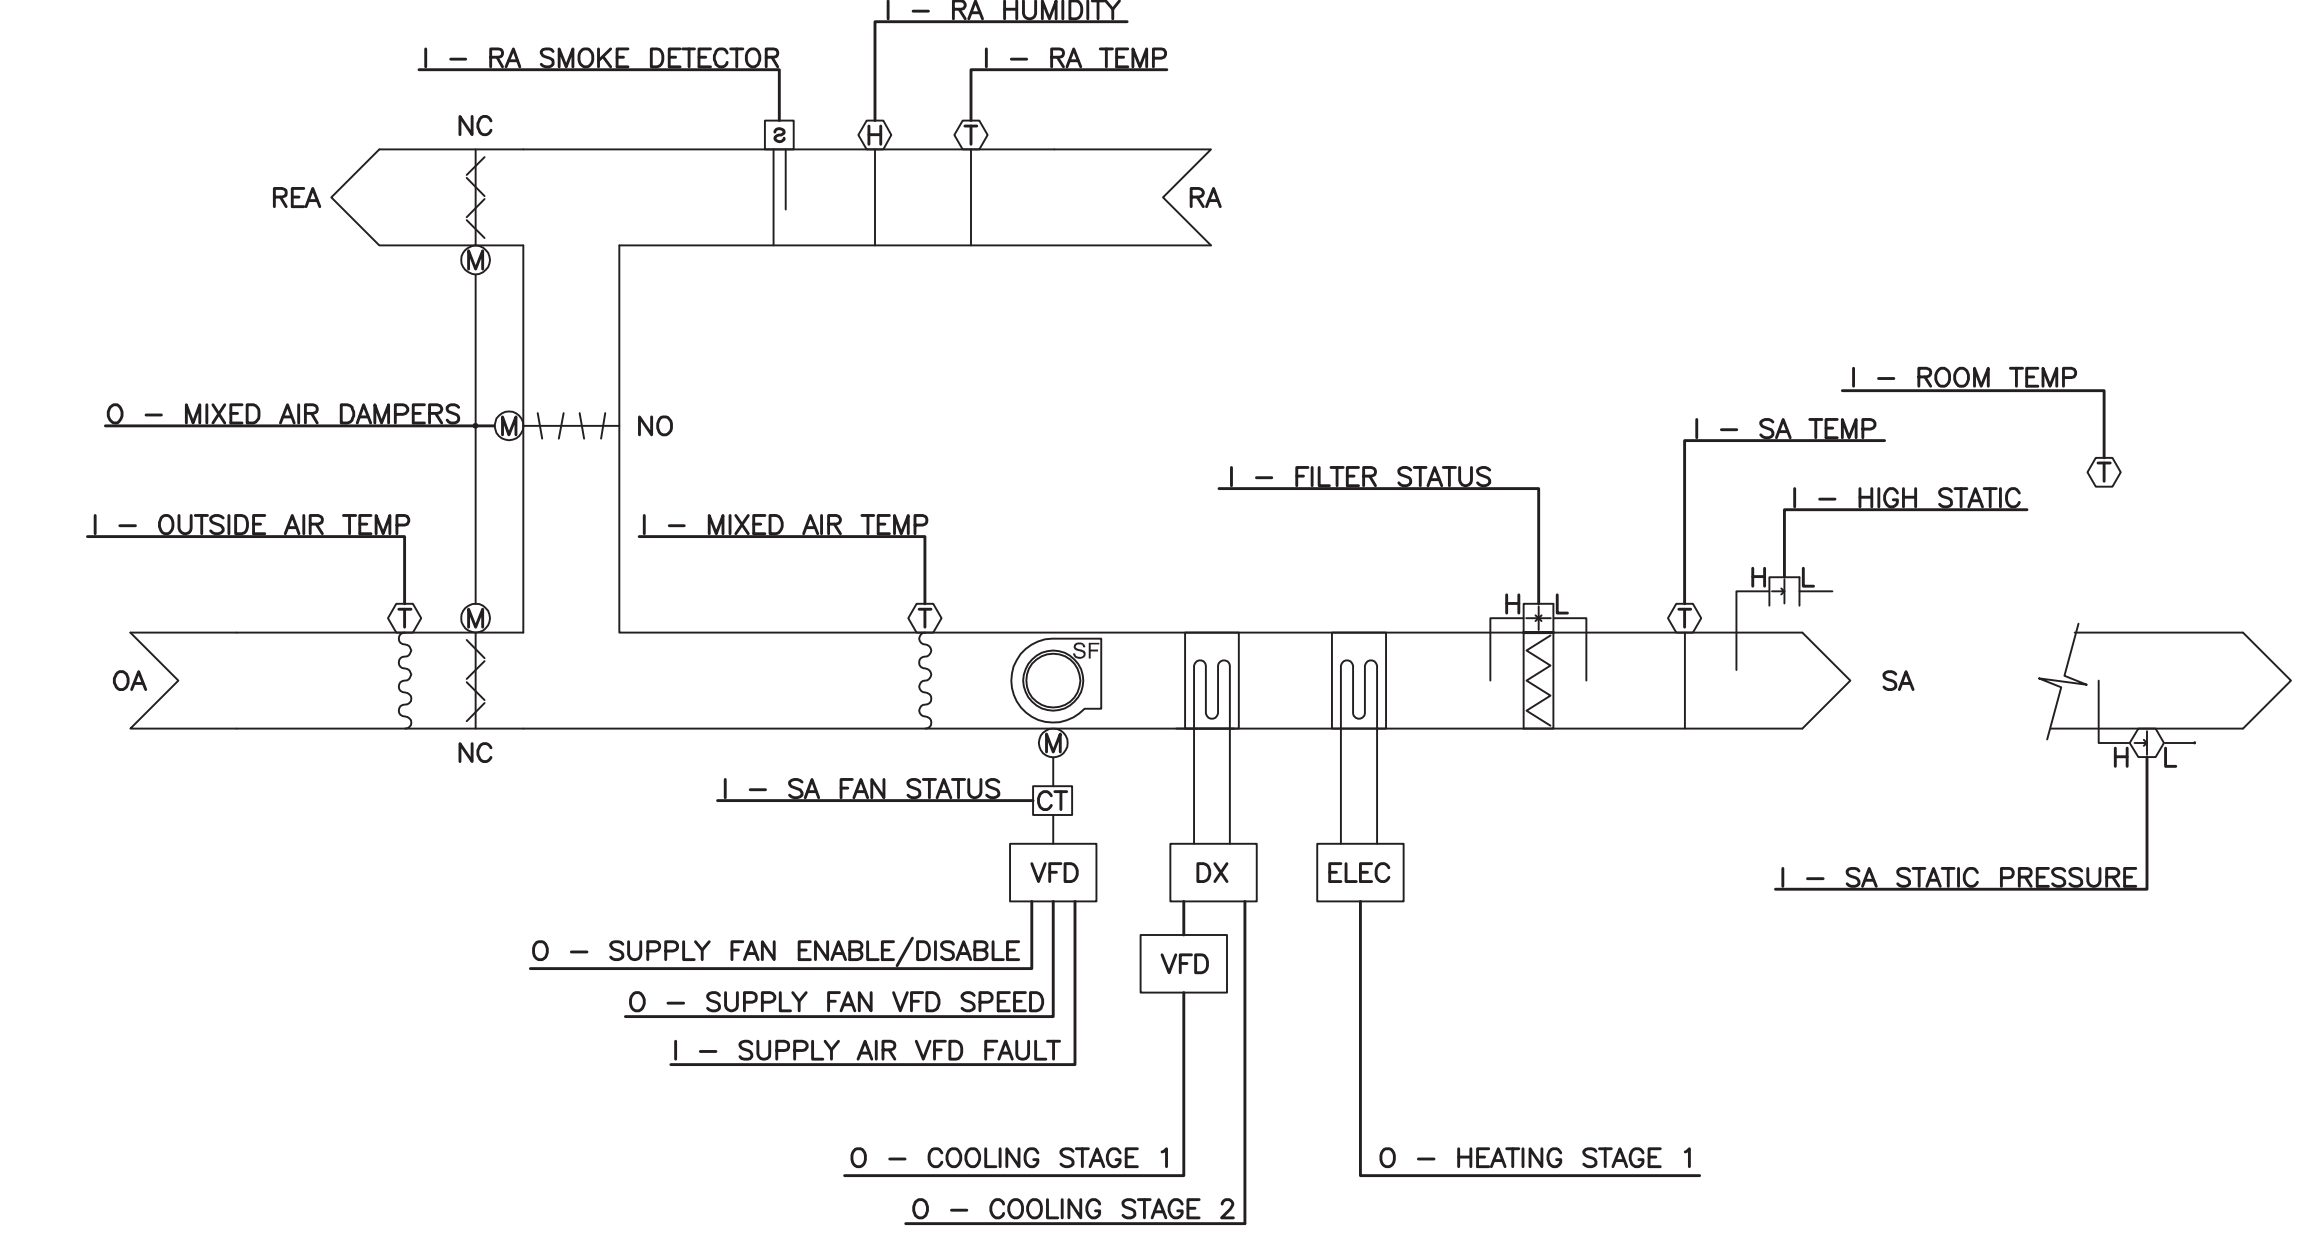 I - RA HUMIDITY
I - RA SMOKE DETECTOR
I - RA TEMP
NC
S
H
T
REA
RA
M
I - ROOM TEMP
O - MIXED AIR DAMPERS
M
NO
I - SA TEMP
T
I - FILTER STATUS
I - HIGH STATIC
I - OUTSIDE AIR TEMP
I - MIXED AIR TEMP
H
L
H
L
T
M
T
T
SF
OA
SA
NC
M
H
L
I - SA FAN STATUS
CT
VFD
DX
ELEC
I - SA STATIC PRESSURE
O - SUPPLY FAN ENABLE/DISABLE
VFD
O - SUPPLY FAN VFD SPEED
I - SUPPLY AIR VFD FAULT
O - COOLING STAGE 1
O - HEATING STAGE 1
O - COOLING STAGE 2